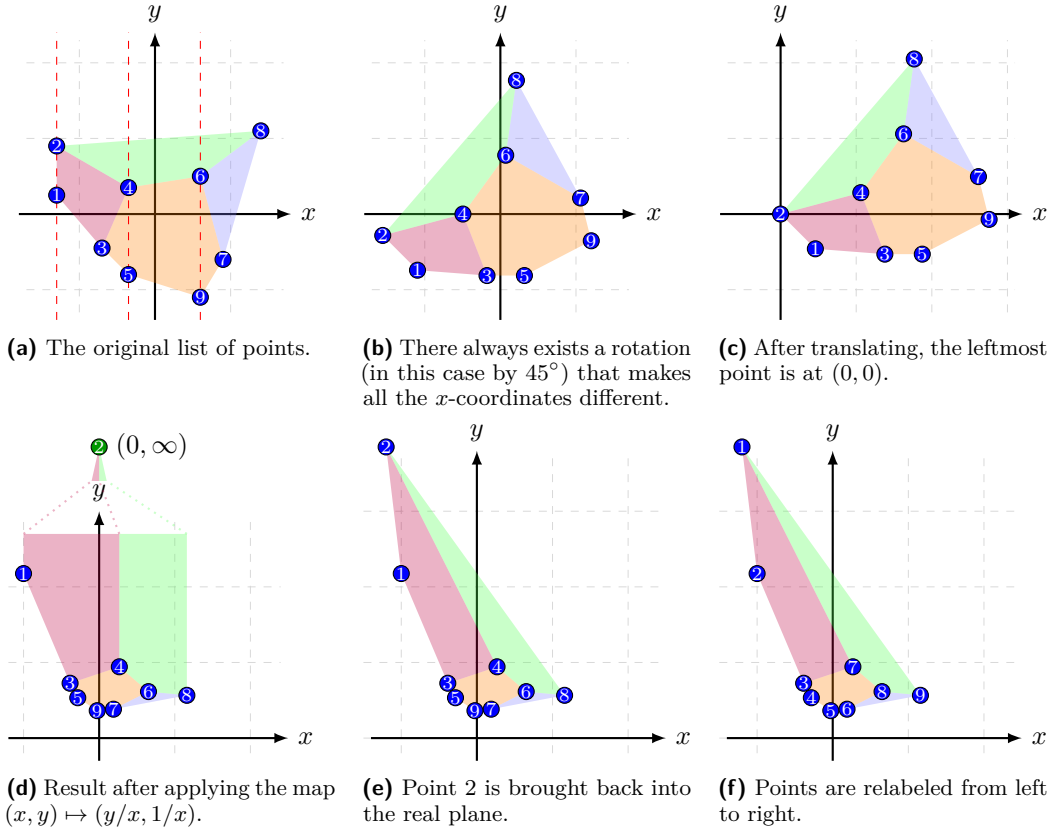 y
x
1
2
3
4
5
6
7
8
9
(a) The original list of points.
y
x
1
2
3
4
5
6
7
8
9
(b) There always exists a rotation
(in this case by 45°) that makes
all the x-coordinates different.
y
x
1
2
3
4
5
6
7
8
9
(c) After translating, the leftmost
point is at (0, 0).
2 (0, ∞)
y
x
1
3
4
5
6
7
8
9
(d) Result after applying the map
(x, y) ↦ (y/x, 1/x).
y
x
1
2
3
4
5
6
7
8
9
(e) Point 2 is brought back into
the real plane.
y
x
1
2
3
4
5
6
7
8
9
(f) Points are relabeled from left
to right.